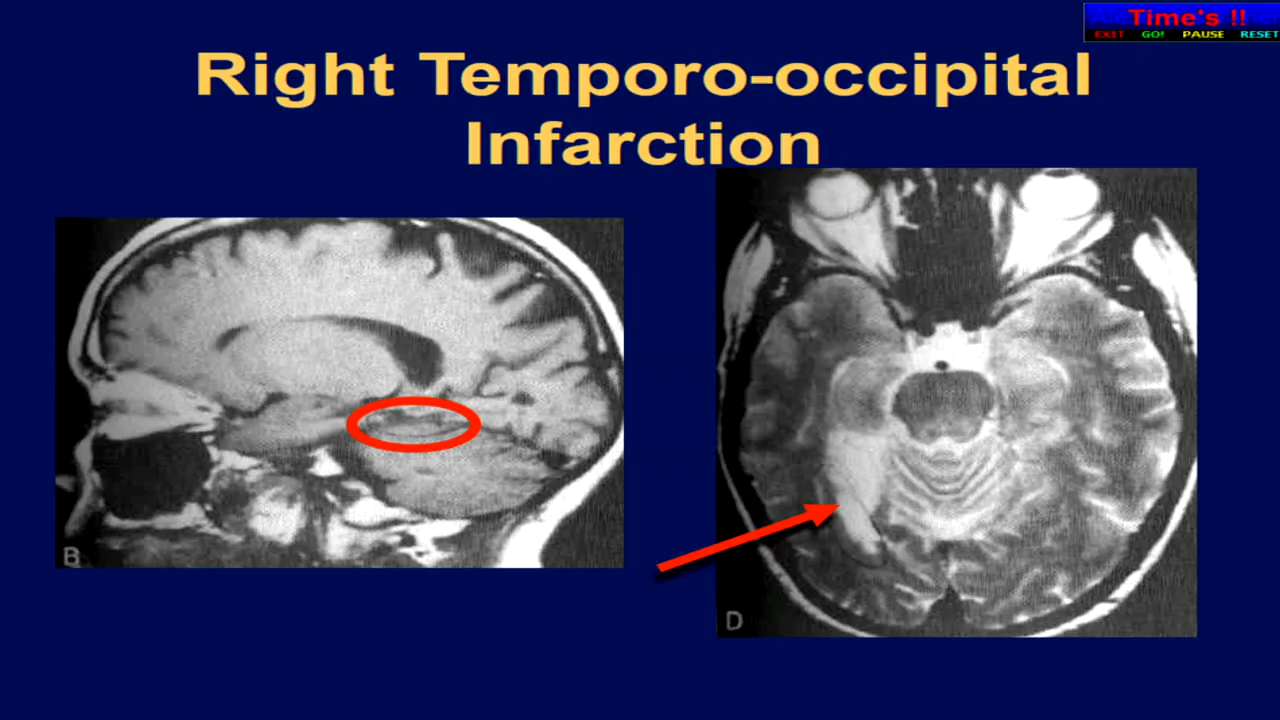 Time's !!
EXIT GO! PAUSE RESET
Right Temporo-occipital
Infarction
B
D